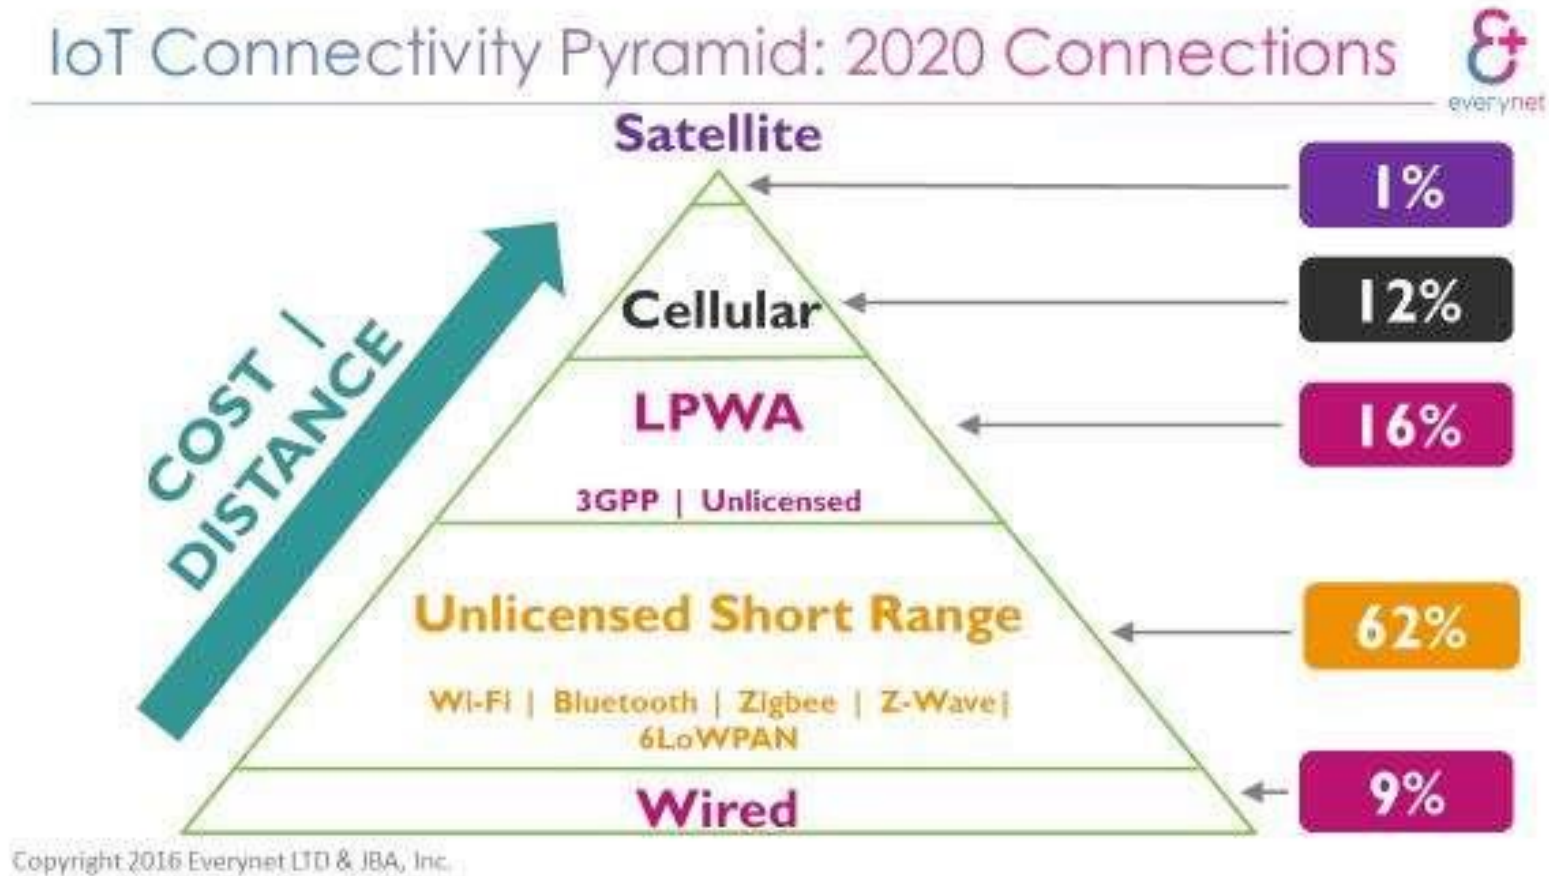 IoT Connectivity Pyramid: 2020 Connections
everynet
Satellite
1%
COST |
DISTANCE
Cellular
12%
LPWA
16%
3GPP | Unlicensed
Unlicensed Short Range
62%
Wi-Fi | Bluetooth | Zigbee | Z-Wave|
6LoWPAN
Wired
9%
Copyright 2016 Everynet LTD & JBA, Inc.